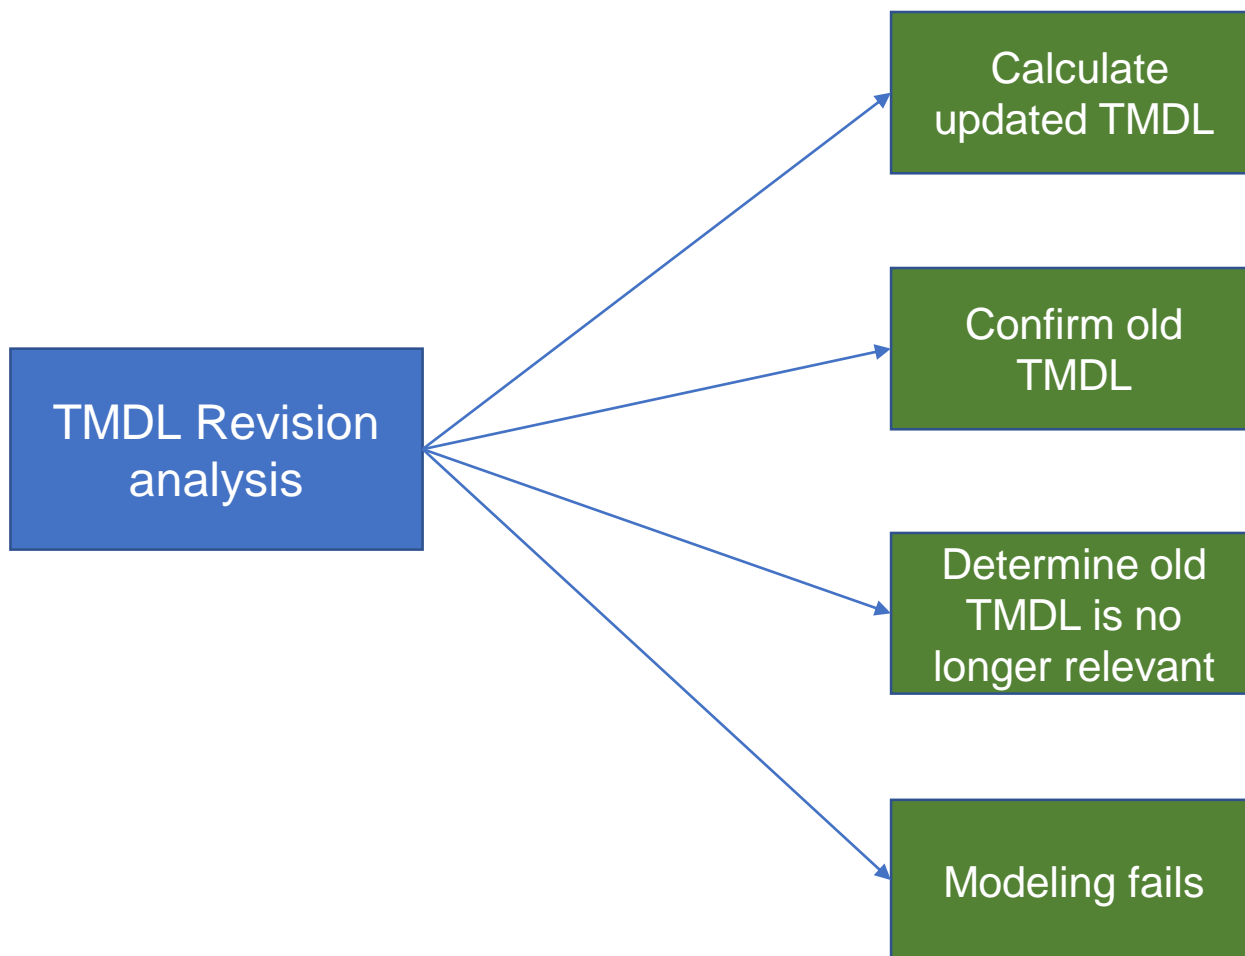 Calculate
updated TMDL
Confirm old
TMDL
TMDL Revision
analysis
Determine old
TMDL is no
longer relevant
Modeling fails